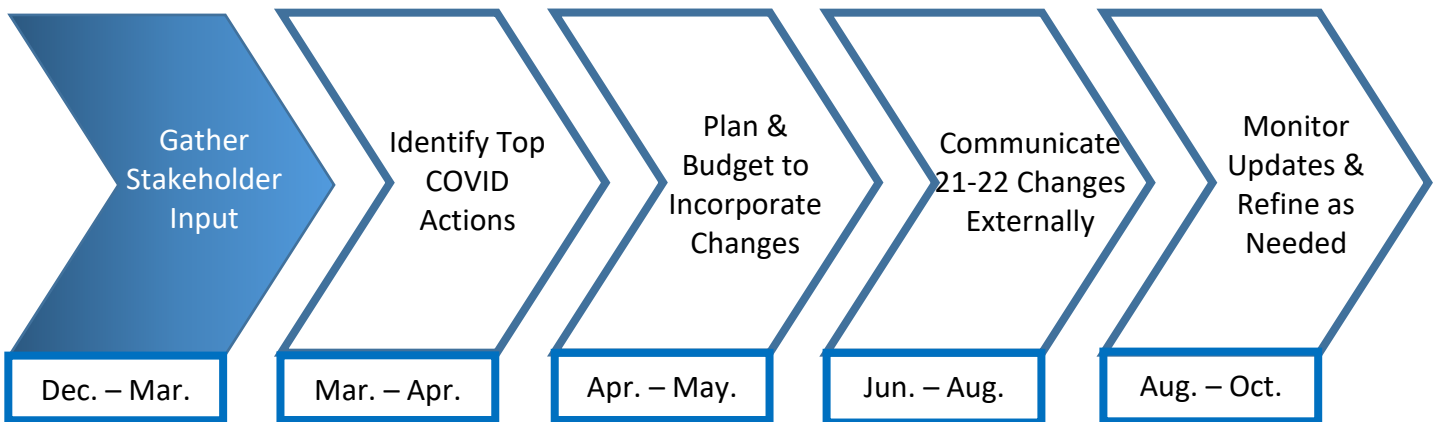 Gather
Stakeholder
Input
Identify Top
COVID
Actions
Plan &
Budget to
Incorporate
Changes
Communicate
21-22 Changes
Externally
Monitor
Updates &
Refine as
Needed
Dec. – Mar.
Mar. – Apr.
Apr. – May.
Jun. – Aug.
Aug. – Oct.